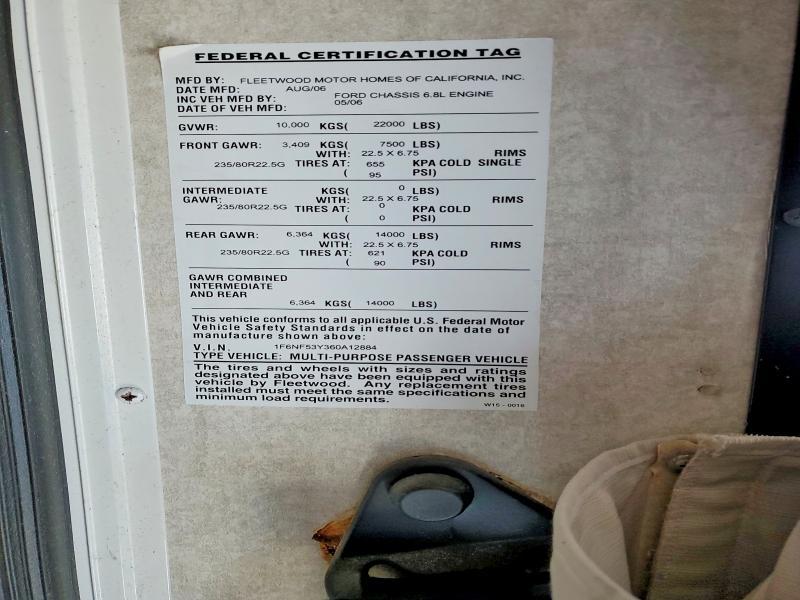 FEDERAL CERTIFICATION TAG
MFD BY: FLEETWOOD MOTOR HOMES OF CALIFORNIA, INC.
DATE MFD: AUG/06
INC VEH MFD BY: FORD CHASSIS 6.8L ENGINE
DATE OF VEH MFD: 05/06
GVWR: 10,000 KGS( 22000 LBS)
FRONT GAWR: 3,409 KGS( 7500 LBS)
WITH: 22.5 X 6.75 RIMS
235/80R22.5G TIRES AT: 655 KPA COLD SINGLE
( 95 PSI)
INTERMEDIATE KGS( 0 LBS)
GAWR: WITH: 22.5 X 6.75 RIMS
235/80R22.5G TIRES AT: 0 KPA COLD
( 0 PSI)
REAR GAWR: 6,364 KGS( 14000 LBS)
WITH: 22.5 X 6.75 RIMS
235/80R22.5G TIRES AT: 621 KPA COLD
( 90 PSI)
GAWR COMBINED
INTERMEDIATE
AND REAR
6,364 KGS( 14000 LBS)
This vehicle conforms to all applicable U.S. Federal Motor
Vehicle Safety Standards in effect on the date of
manufacture shown above:
V.I.N. 1F6NF53Y360A12884
TYPE VEHICLE: MULTI-PURPOSE PASSENGER VEHICLE
The tires and wheels with sizes and ratings
designated above have been equipped with this
vehicle by Fleetwood. Any replacement tires
installed must meet the same specifications and
minimum load requirements.
W15 - 0018